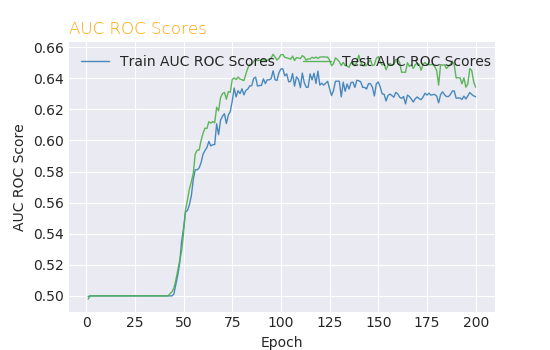 AUC ROC Scores
Train AUC ROC Scores
Test AUC ROC Scores
0.66
0.64
0.62
0.60
0.58
0.56
0.54
0.52
0.50
AUC ROC Score
0 25 50 75 100 125 150 175 200
Epoch